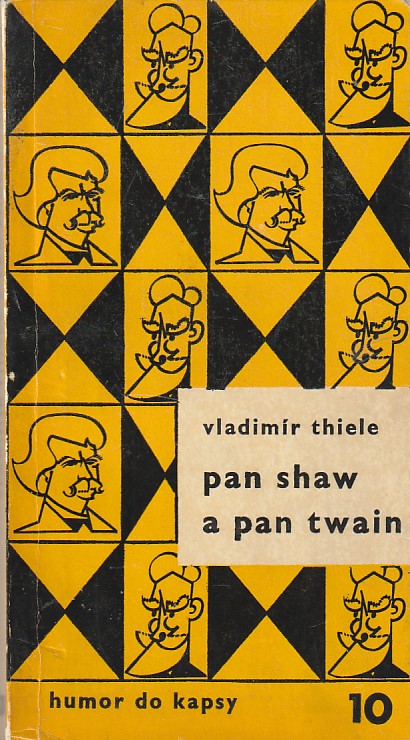 vladimír thiele
pan shaw
a pan twain
humor do kapsy
10